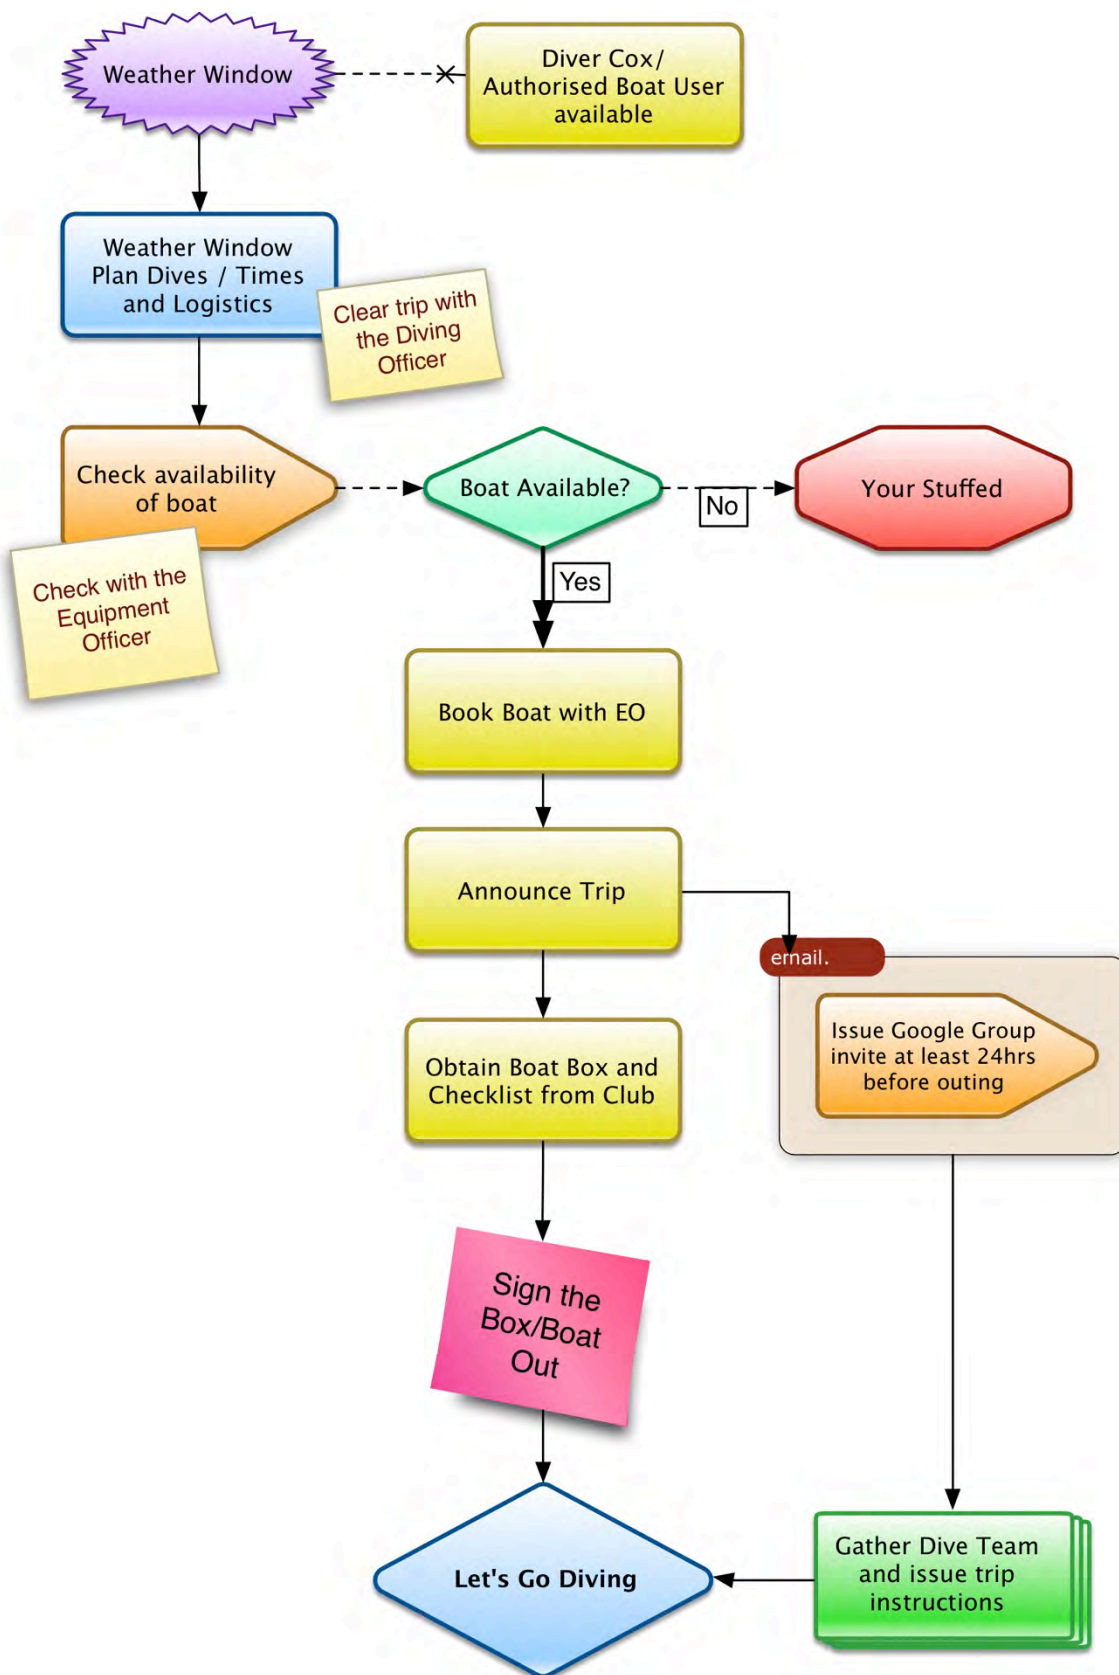 Weather Window
Diver Cox/
Authorised Boat User
available
Weather Window
Plan Dives / Times
and Logistics
Clear trip with
the Diving
Officer
Check availability
of boat
Boat Available?
No
Your Stuffed
Check with the
Equipment
Officer
Yes
Book Boat with EO
Announce Trip
email.
Issue Google Group
invite at least 24hrs
before outing
Obtain Boat Box and
Checklist from Club
Sign the
Box/Boat
Out
Let's Go Diving
Gather Dive Team
and issue trip
instructions